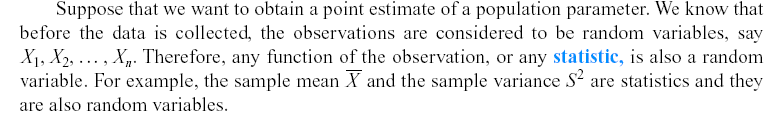 Suppose that we want to obtain a point estimate of a population parameter. We know that
before the data is collected, the observations are considered to be random variables, say
X₁, X₂, … , Xₙ. Therefore, any function of the observation, or any statistic, is also a random
variable. For example, the sample mean X̅ and the sample variance S² are statistics and they
are also random variables.